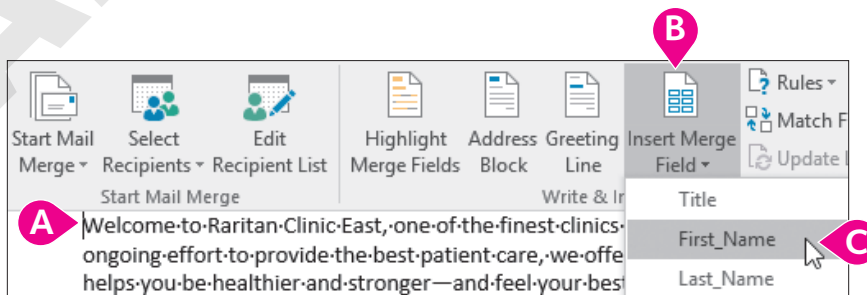 B
Start Mail Merge
Select Recipients
Edit Recipient List
Highlight Merge Fields
Address Block
Greeting Line
Insert Merge Field
Rules
Match F
Update
Start Mail Merge
Write & In
A
Welcome·to·Raritan·Clinic·East,·one·of·the·finest·clinics·
ongoing·effort·to·provide·the·best·patient·care,·we·offe
helps·you·be·healthier·and·stronger—and·feel·your·best
Title
First_Name
C
Last_Name